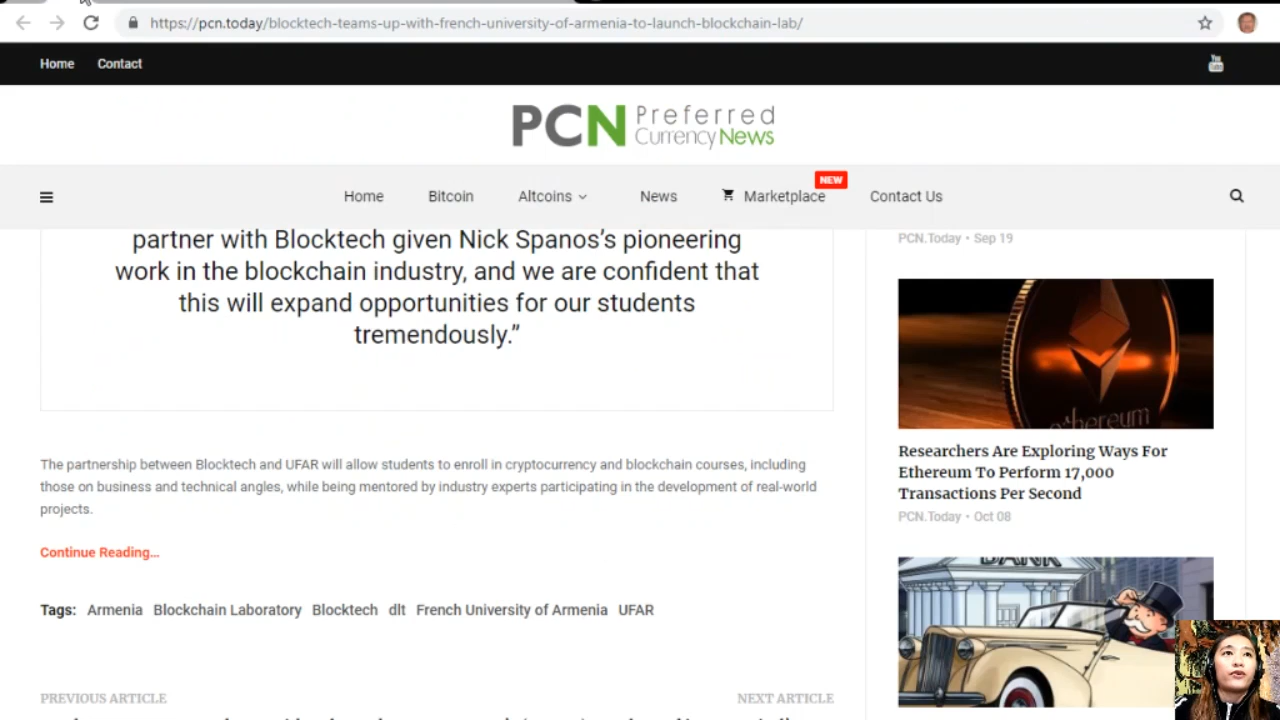 https://pcn.today/blocktech-teams-up-with-french-university-of-armenia-to-launch-blockchain-lab/
Home Contact
You
PCN Preferred
Currency News
NEW
Home Bitcoin Altcoins News Marketplace Contact Us
partner with Blocktech given Nick Spanos’s pioneering
work in the blockchain industry, and we are confident that
this will expand opportunities for our students
tremendously.”
The partnership between Blocktech and UFAR will allow students to enroll in cryptocurrency and blockchain courses, including
those on business and technical angles, while being mentored by industry experts participating in the development of real-world
projects.
Continue Reading...
Tags: Armenia Blockchain Laboratory Blocktech dlt French University of Armenia UFAR
PREVIOUS ARTICLE
NEXT ARTICLE
PCN.Today • Sep 19
ethereum
Researchers Are Exploring Ways For
Ethereum To Perform 17,000
Transactions Per Second
PCN.Today • Oct 08
BANK